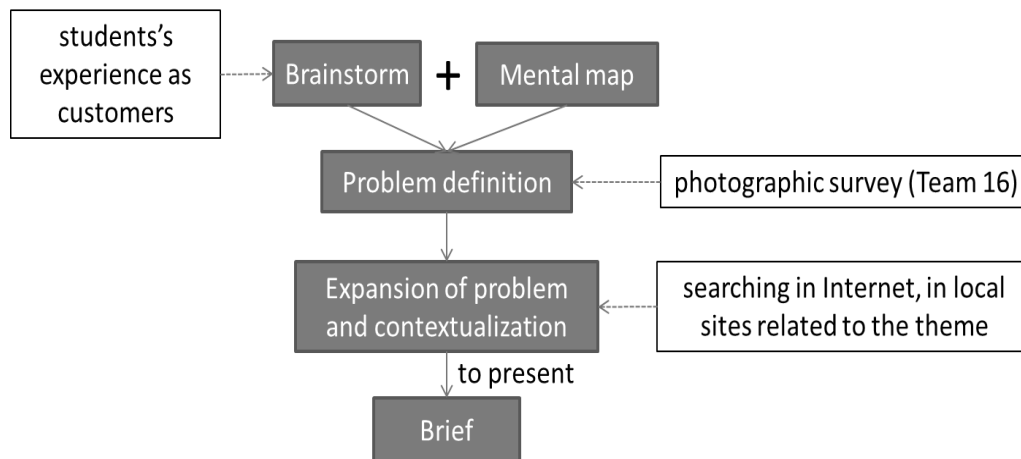 students's
experience as
customers
Brainstorm
+
Mental map
Problem definition
photographic survey (Team 16)
Expansion of problem
and contextualization
searching in Internet, in local
sites related to the theme
to present
Brief